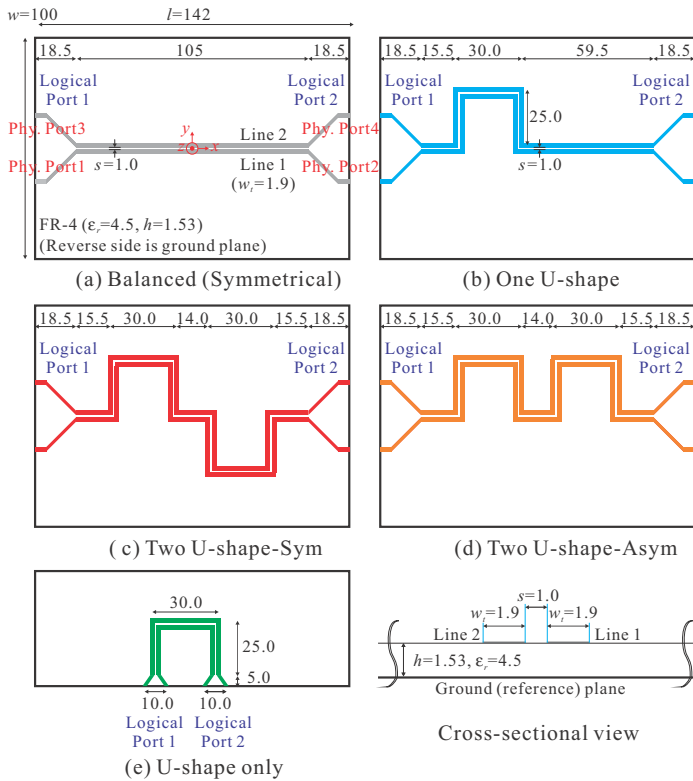 w=100
l=142
18.5
105
18.5
Logical
Port 1
Logical
Port 2
Phy. Port3
Phy. Port4
Line 2
y
z
x
Phy. Port1
Line 1
Phy. Port2
s=1.0
(wₜ=1.9)
FR-4 (εᵣ=4.5, h=1.53)
(Reverse side is ground plane)
(a) Balanced (Symmetrical)
18.5
15.5
30.0
59.5
18.5
Logical
Port 1
Logical
Port 2
25.0
s=1.0
(b) One U-shape
18.5
15.5
30.0
14.0
30.0
15.5
18.5
Logical
Port 1
Logical
Port 2
( c) Two U-shape-Sym
18.5
15.5
30.0
14.0
30.0
15.5
18.5
Logical
Port 1
Logical
Port 2
(d) Two U-shape-Asym
30.0
25.0
5.0
10.0
10.0
Logical
Port 1
Logical
Port 2
(e) U-shape only
s=1.0
wₜ=1.9
wₜ=1.9
Line 2
Line 1
h=1.53, εᵣ=4.5
Ground (reference) plane
Cross-sectional view